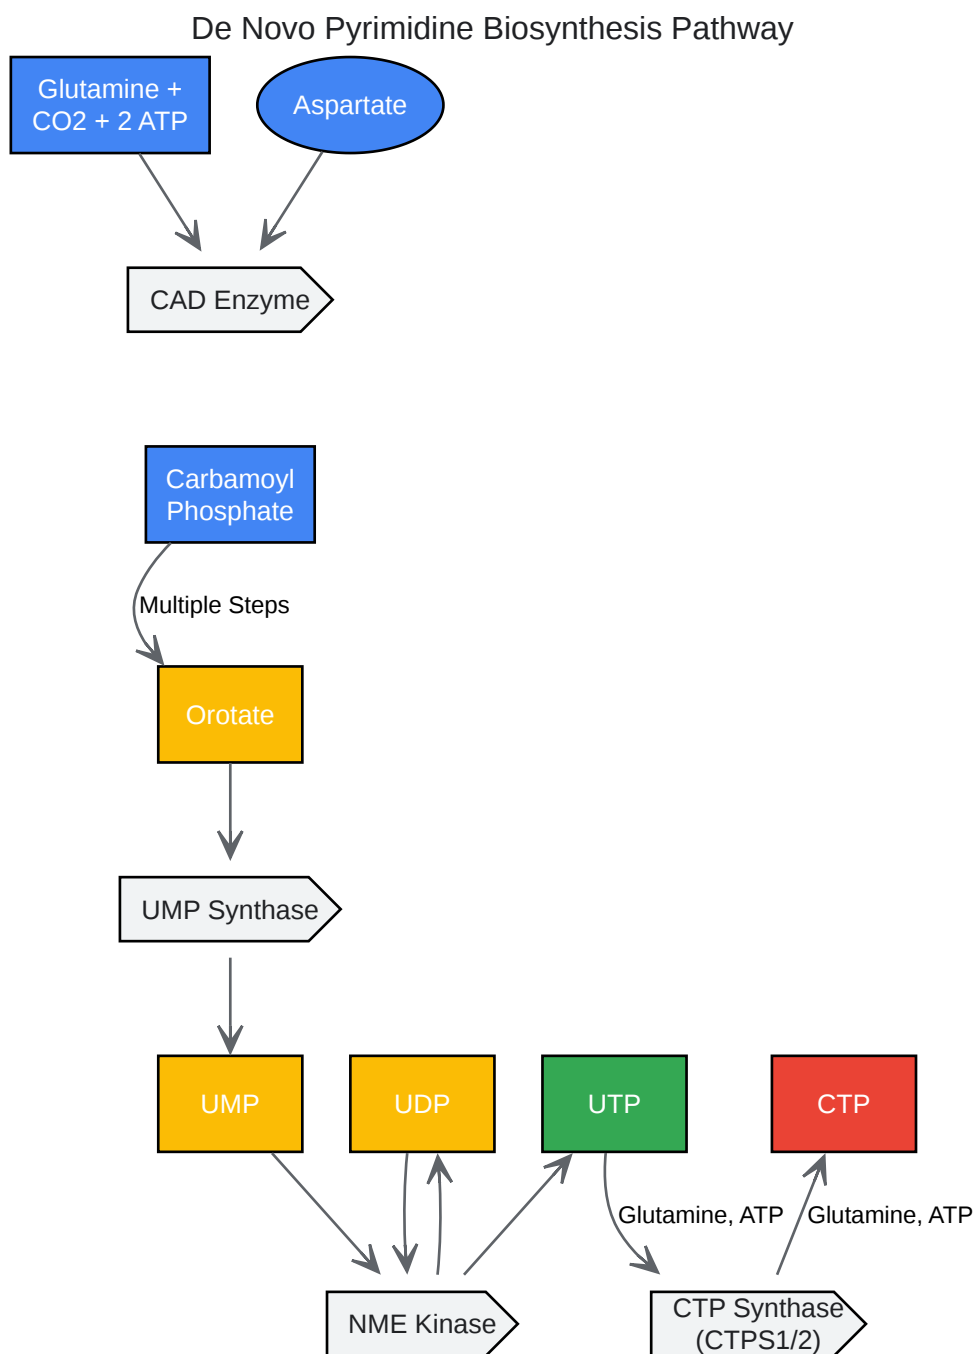 De Novo Pyrimidine Biosynthesis Pathway
Glutamine +
CO2 + 2 ATP
Aspartate
CAD Enzyme
Carbamoyl
Phosphate
Multiple Steps
Orotate
UMP Synthase
UMP
UDP
UTP
CTP
Glutamine, ATP
Glutamine, ATP
NME Kinase
CTP Synthase
(CTPS1/2)